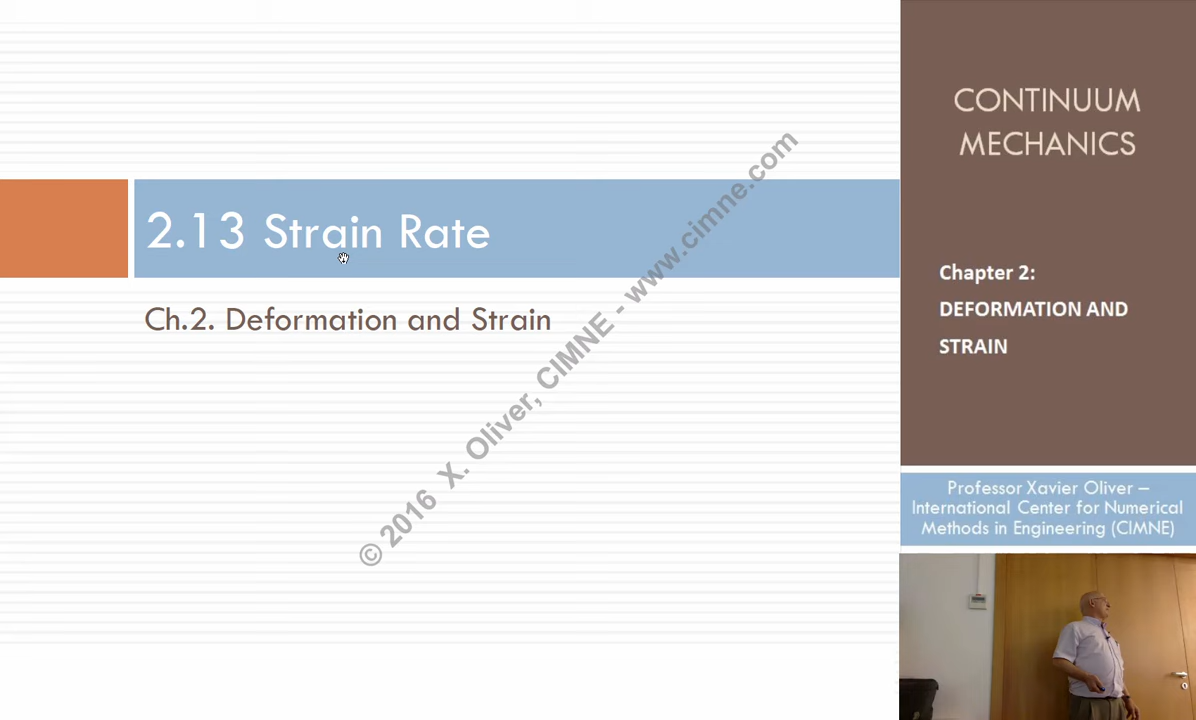 2.13 Strain Rate
Ch.2. Deformation and Strain
© 2016 X. Oliver, CIMNE - www.cimne.com
CONTINUUM
MECHANICS
Chapter 2:
DEFORMATION AND
STRAIN
Professor Xavier Oliver –
International Center for Numerical
Methods in Engineering (CIMNE)